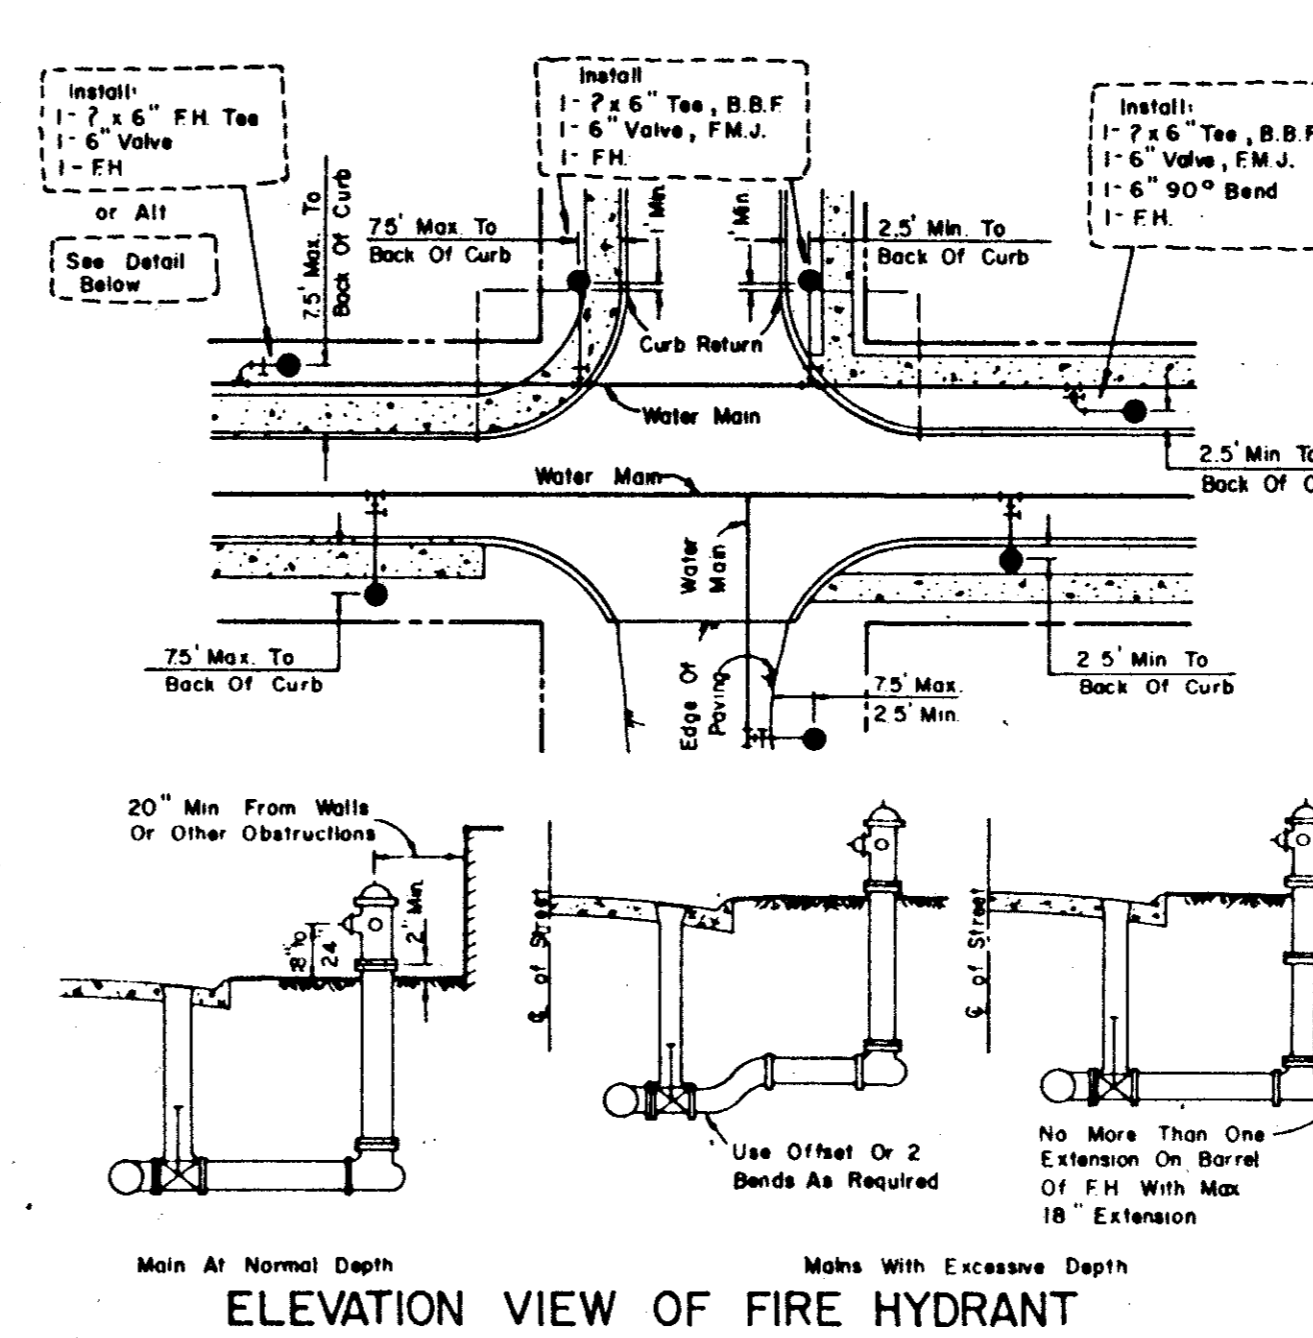 Install:
1- ? x 6" F.H. Tee
1- 6" Valve
1- F.H
or Alt
See Detail
Below
7.5' Max. To
Back Of Curb
7.5' Max. To
Back Of Curb
Install
1- ? x 6" Tee, B.B.F.
1- 6" Valve, F.M.J.
1- F.H.
1' Min.
1' Min.
2.5' Min. To
Back Of Curb
Install:
1- ? x 6" Tee, B.B.F
1- 6" Valve, F.M.J.
1- 6" 90° Bend
1- F.H.
Curb Return
Water Main
Water Main
2.5' Min To
Back Of C
Water
Main
7.5' Max. To
Back Of Curb
Edge Of
Paving
7.5' Max.
2.5' Min.
2.5' Min To
Back Of Curb
20" Min From Walls
Or Other Obstructions
18" To
24"
2" Min.
℄ of Street
℄ of Street
Use Offset Or 2
Bends As Required
No More Than One
Extension On Barrel
Of F.H With Max
18" Extension
Main At Normal Depth
Mains With Excessive Depth
ELEVATION VIEW OF FIRE HYDRANT